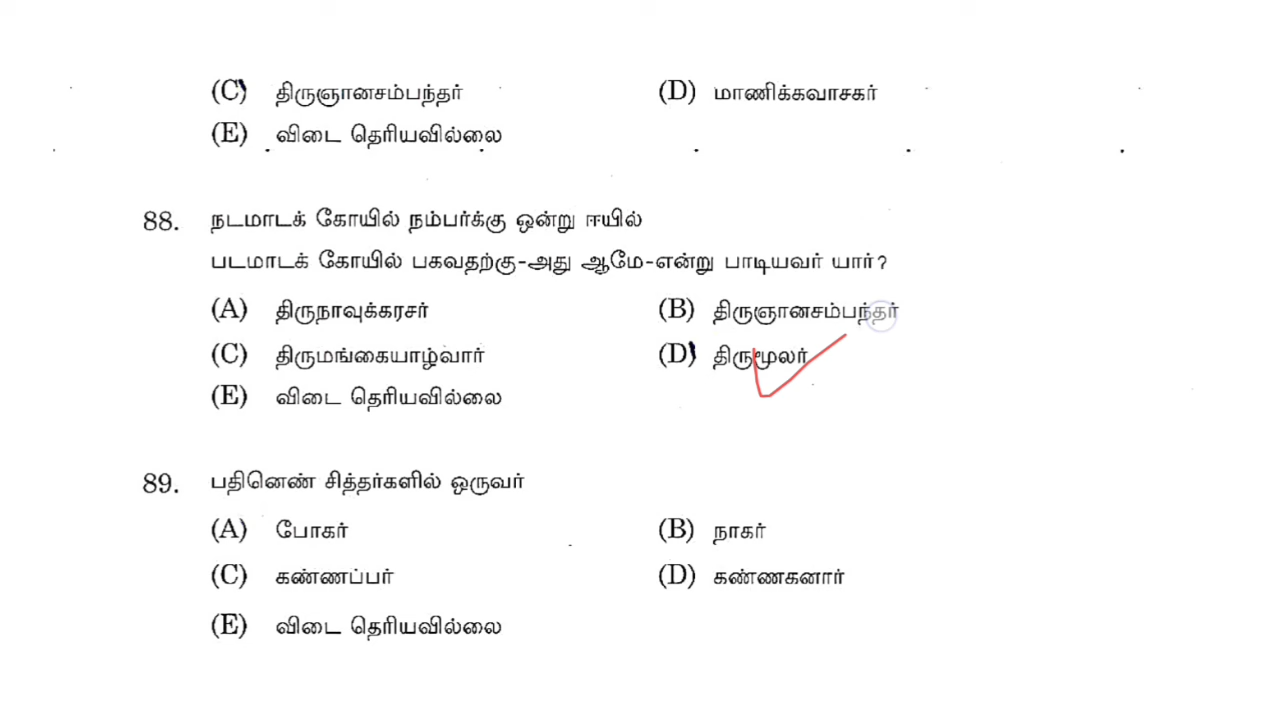 (C) திருஞானசம்பந்தர் (D) மாணிக்கவாசகர்
(E) விடை தெரியவில்லை
88. நடமாடக் கோயில் நம்பர்க்கு ஒன்று ஈயில்
படமாடக் கோயில் பகவதற்கு-அது ஆமே-என்று பாடியவர் யார்?
(A) திருநாவுக்கரசர் (B) திருஞானசம்பந்தர்
(C) திருமங்கையாழ்வார் (D) திருமூலர்
(E) விடை தெரியவில்லை
89. பதினெண் சித்தர்களில் ஒருவர்
(A) போகர் (B) நாகர்
(C) கண்ணப்பர் (D) கண்ணகனார்
(E) விடை தெரியவில்லை